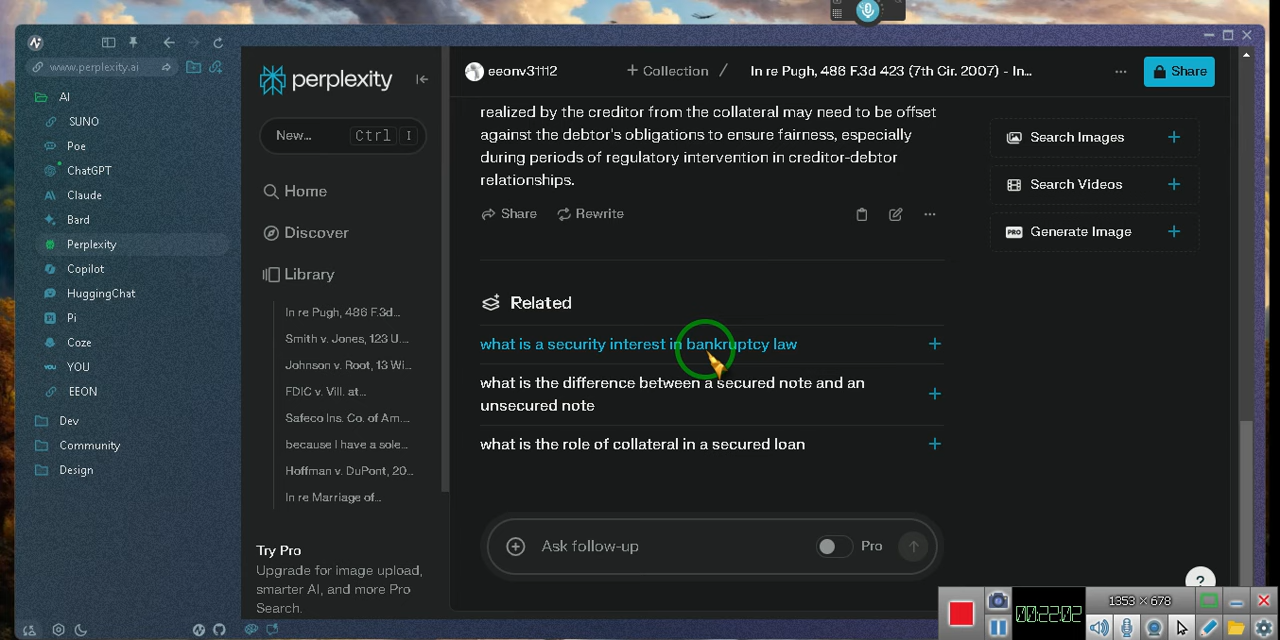 www.perplexity.ai
AI
SUNO
Poe
ChatGPT
Claude
Bard
Perplexity
Copilot
HuggingChat
Pi
Coze
YOU
EEON
Dev
Community
Design
perplexity
New...
Ctrl I
Home
Discover
Library
In re Pugh, 486 F.3d...
Smith v. Jones, 123 U....
Johnson v. Root, 13 Wi...
FDIC v. Vill. at...
Safeco Ins. Co. of Am....
because I have a sole...
Hoffman v. DuPont, 20...
In re Marriage of...
Try Pro
Upgrade for image upload,
smarter AI, and more Pro
Search.
eeonv31112
+ Collection / In re Pugh, 486 F.3d 423 (7th Cir. 2007) - In...
Share
realized by the creditor from the collateral may need to be offset
against the debtor's obligations to ensure fairness, especially
during periods of regulatory intervention in creditor-debtor
relationships.
Share
Rewrite
Related
what is a security interest in bankruptcy law
what is the difference between a secured note and an
unsecured note
what is the role of collateral in a secured loan
Ask follow-up
Pro
Search Images
Search Videos
PRO Generate Image
?
1353 × 678
00:22:02